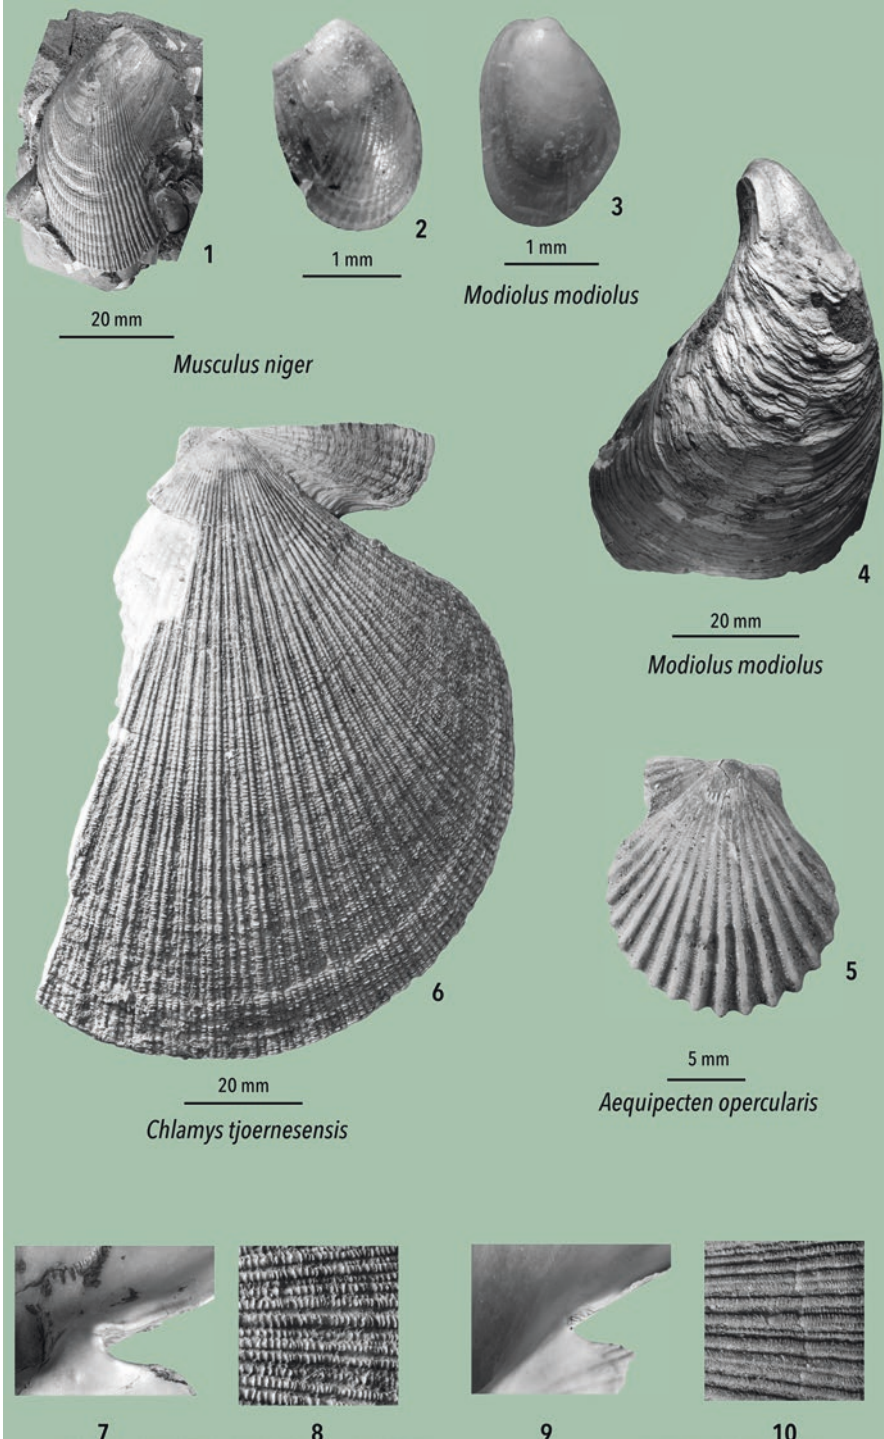 1
2
3
4
20 mm
1 mm
1 mm
Modiolus modiolus
Musculus niger
20 mm
Modiolus modiolus
6
5
20 mm
Chlamys tjoernesensis
5 mm
Aequipecten opercularis
7
8
9
10